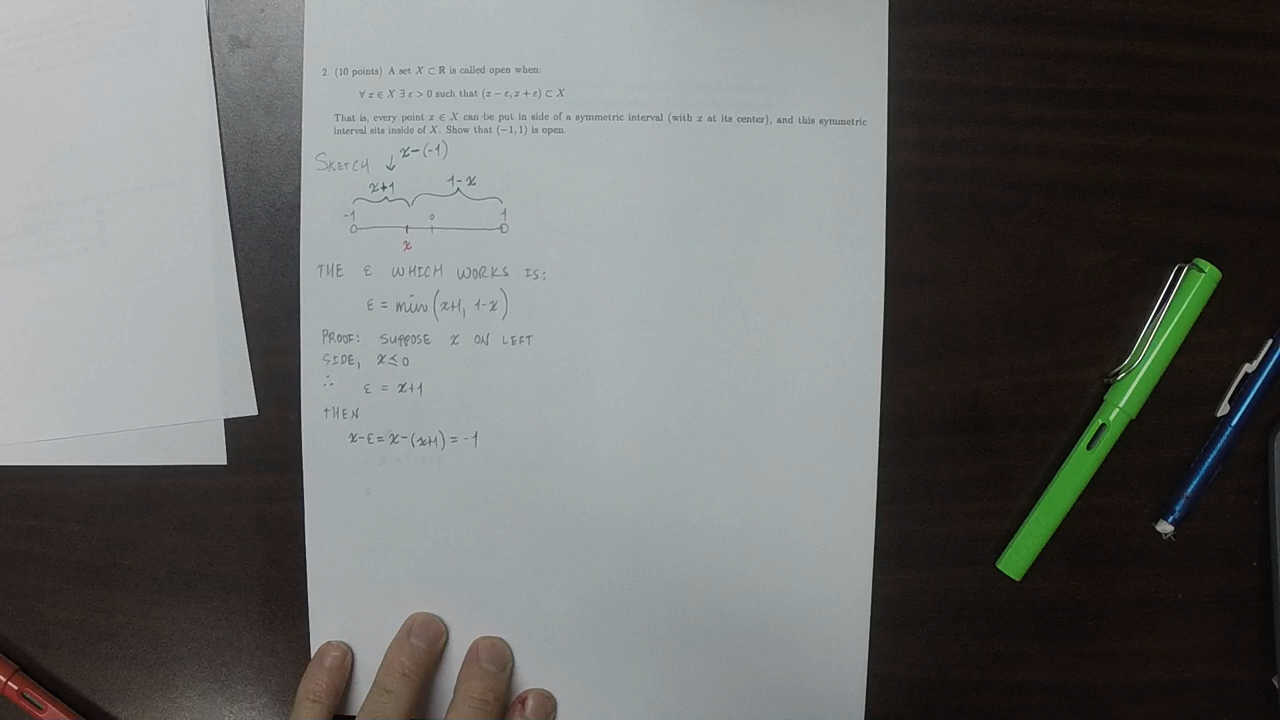 2. (10 points) A set X ⊂ R is called open when:
∀ x ∈ X ∃ ε > 0 such that (x − ε, x + ε) ⊂ X
That is, every point x ∈ X can be put in side of a symmetric interval (with x at its center), and this symmetric
interval sits inside of X. Show that (−1, 1) is open.
SKETCH ↓ x-(-1)
x+1 1-x
-1 0 1
x
THE ε WHICH WORKS IS:
ε = min (x+1, 1-x)
PROOF: SUPPOSE x ON LEFT
SIDE, x ≤ 0
∴ ε = x+1
THEN
x-ε = x-(x+1) = -1